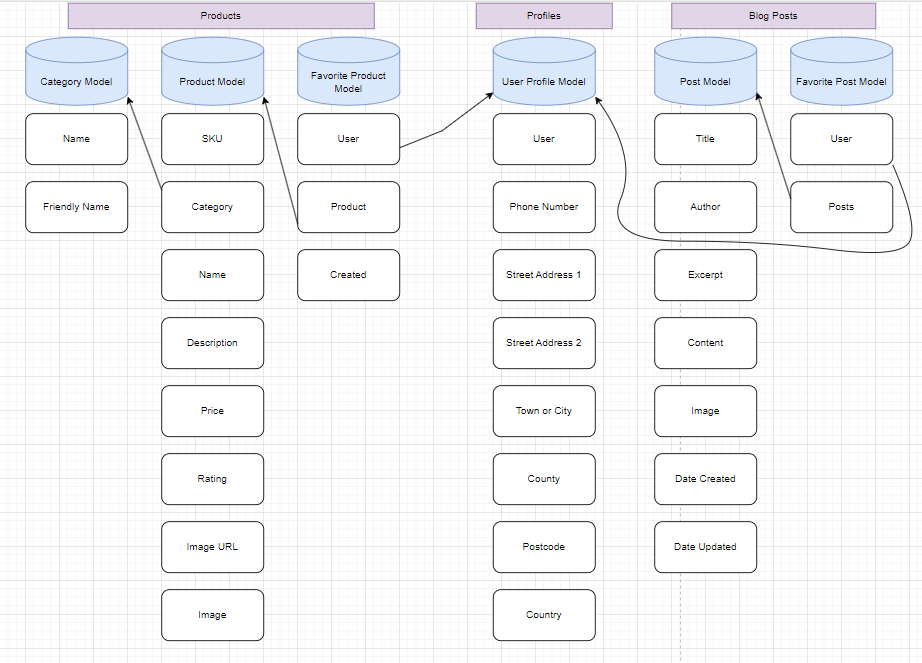 Products
Profiles
Blog Posts
Category Model
Product Model
Favorite Product
Model
User Profile Model
Post Model
Favorite Post Model
Name
SKU
User
User
Title
User
Friendly Name
Category
Product
Phone Number
Author
Posts
Name
Created
Street Address 1
Excerpt
Description
Street Address 2
Content
Price
Town or City
Image
Rating
County
Date Created
Image URL
Postcode
Date Updated
Image
Country